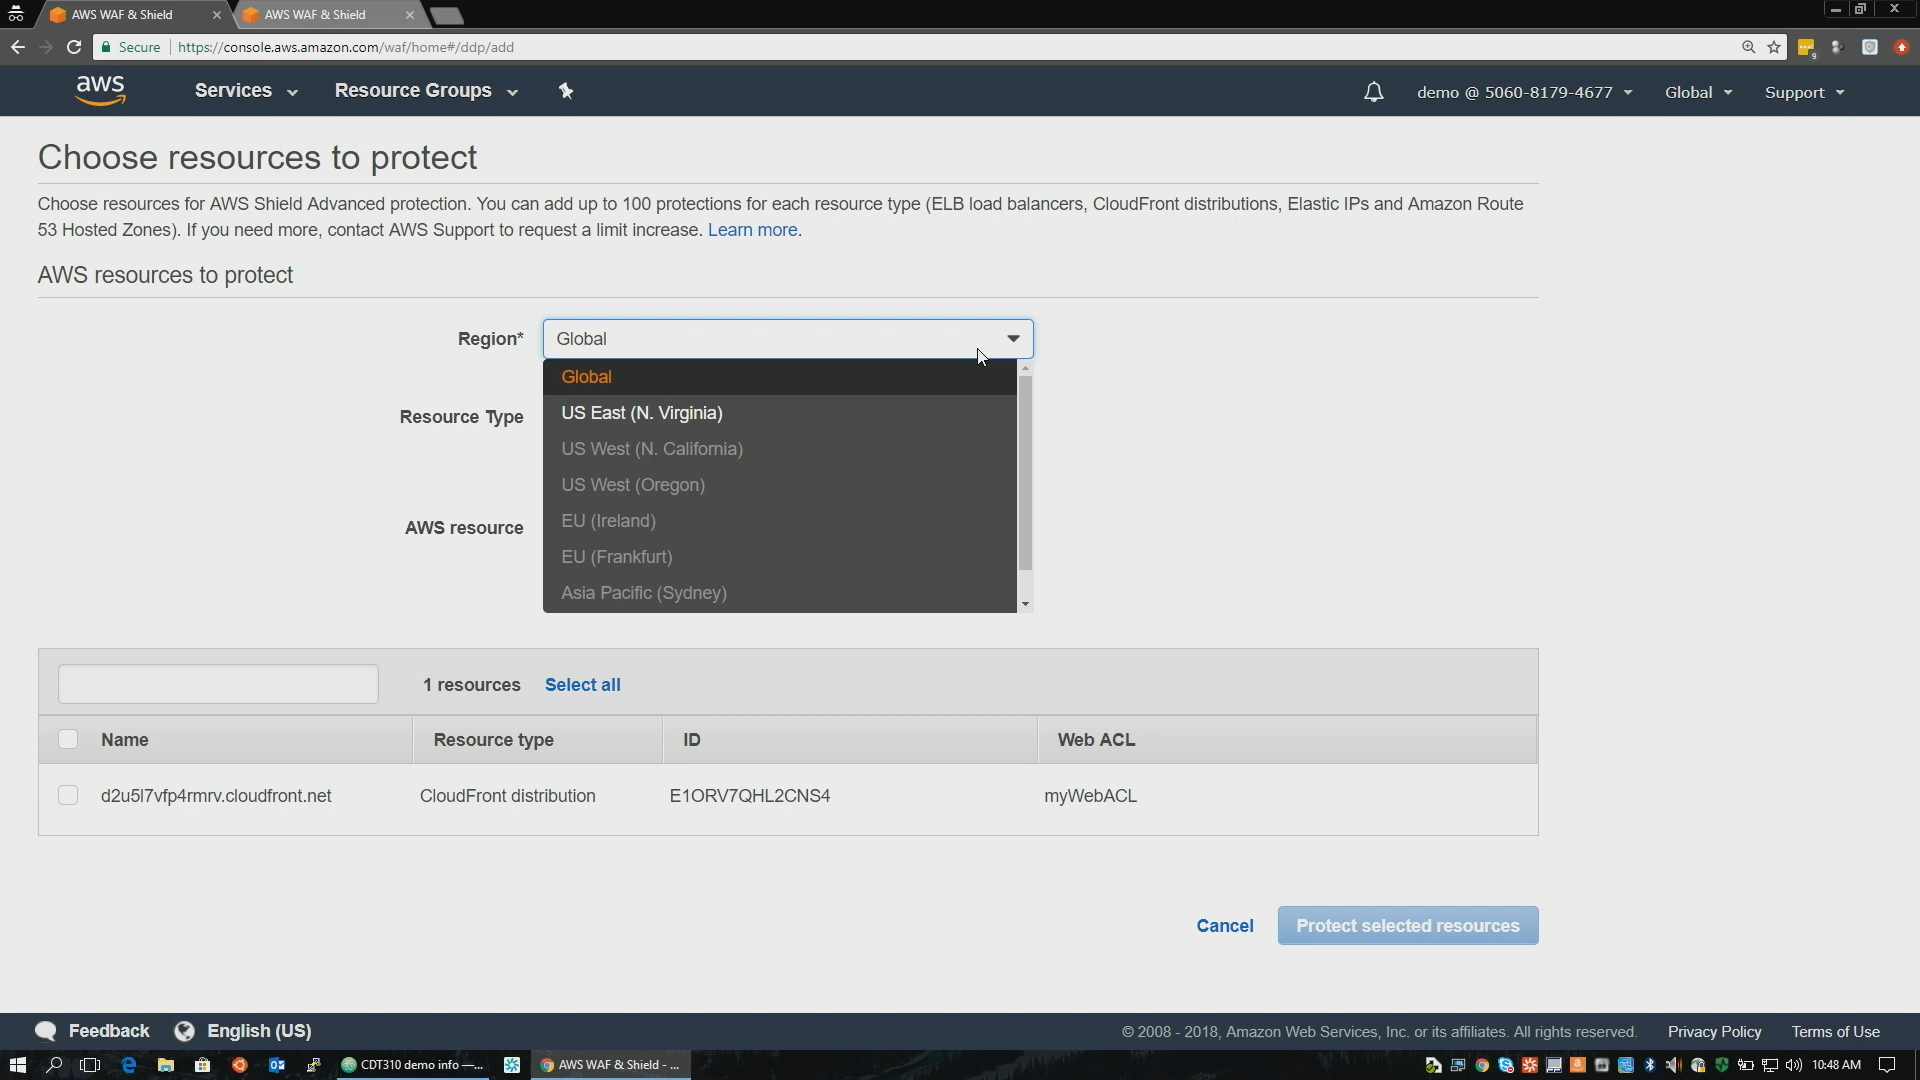 AWS WAF & Shield
AWS WAF & Shield
Secure
https://console.aws.amazon.com/waf/home#/ddp/add
9
aws
Services
Resource Groups
demo @ 5060-8179-4677
Global
Support
Choose resources to protect
Choose resources for AWS Shield Advanced protection. You can add up to 100 protections for each resource type (ELB load balancers, CloudFront distributions, Elastic IPs and Amazon Route
53 Hosted Zones). If you need more, contact AWS Support to request a limit increase. Learn more.
AWS resources to protect
Region*
Global
Global
US East (N. Virginia)
Resource Type
US West (N. California)
US West (Oregon)
EU (Ireland)
AWS resource
EU (Frankfurt)
Asia Pacific (Sydney)
1 resources
Select all
Name
Resource type
ID
Web ACL
d2u5l7vfp4rmrv.cloudfront.net
CloudFront distribution
E1ORV7QHL2CNS4
myWebACL
Cancel
Protect selected resources
Feedback
English (US)
© 2008 - 2018, Amazon Web Services, Inc. or its affiliates. All rights reserved.
Privacy Policy
Terms of Use
CDT310 demo info —...
AWS WAF & Shield - ...
10:48 AM